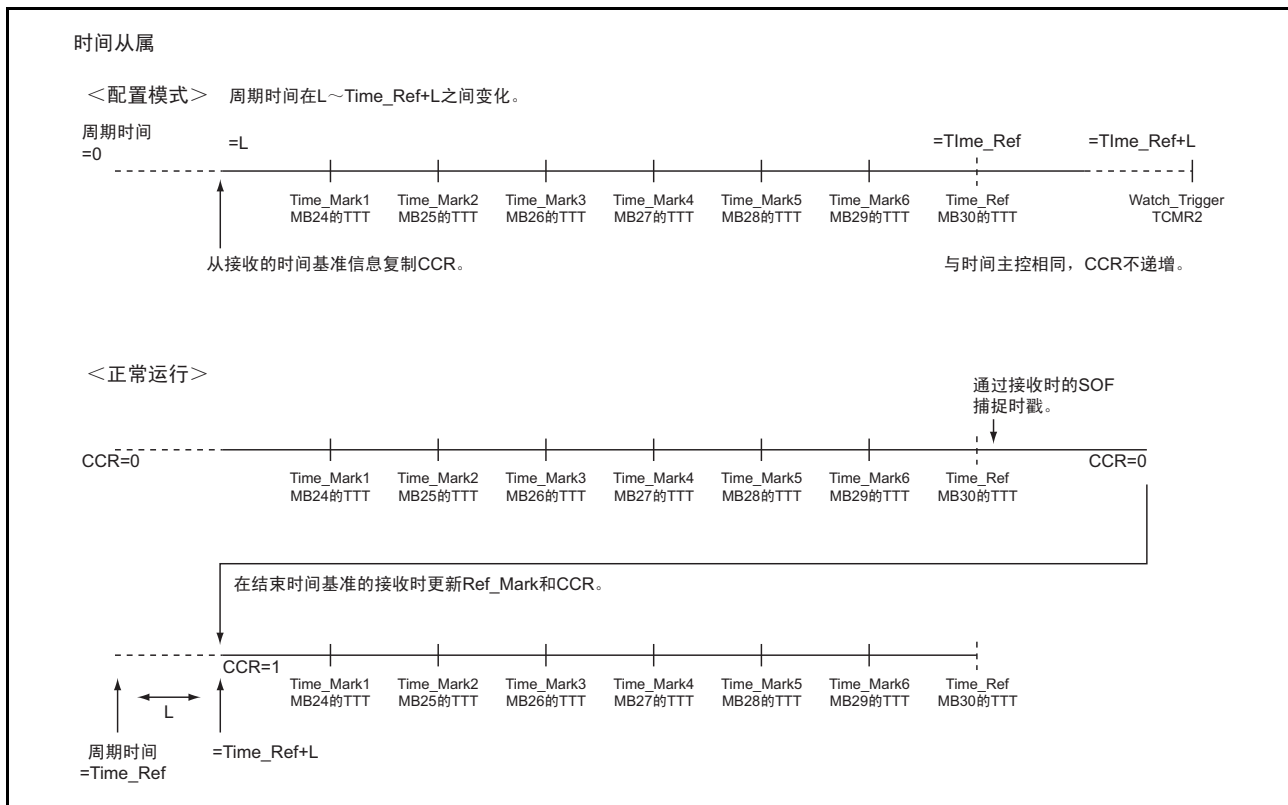 时间从属
＜配置模式＞ 周期时间在L～Time_Ref+L之间变化。
周期时间
=0
=L
=TIme_Ref
=TIme_Ref+L
Time_Mark1 Time_Mark2 Time_Mark3 Time_Mark4 Time_Mark5 Time_Mark6 Time_Ref Watch_Trigger
MB24的TTT MB25的TTT MB26的TTT MB27的TTT MB28的TTT MB29的TTT MB30的TTT TCMR2
从接收的时间基准信息复制CCR。 与时间主控相同，CCR不递增。
＜正常运行＞
通过接收时的SOF
捕捉时戳。
CCR=0 CCR=0
Time_Mark1 Time_Mark2 Time_Mark3 Time_Mark4 Time_Mark5 Time_Mark6 Time_Ref
MB24的TTT MB25的TTT MB26的TTT MB27的TTT MB28的TTT MB29的TTT MB30的TTT
在结束时间基准的接收时更新Ref_Mark和CCR。
CCR=1
Time_Mark1 Time_Mark2 Time_Mark3 Time_Mark4 Time_Mark5 Time_Mark6 Time_Ref
MB24的TTT MB25的TTT MB26的TTT MB27的TTT MB28的TTT MB29的TTT MB30的TTT
L
周期时间 =Time_Ref+L
=Time_Ref